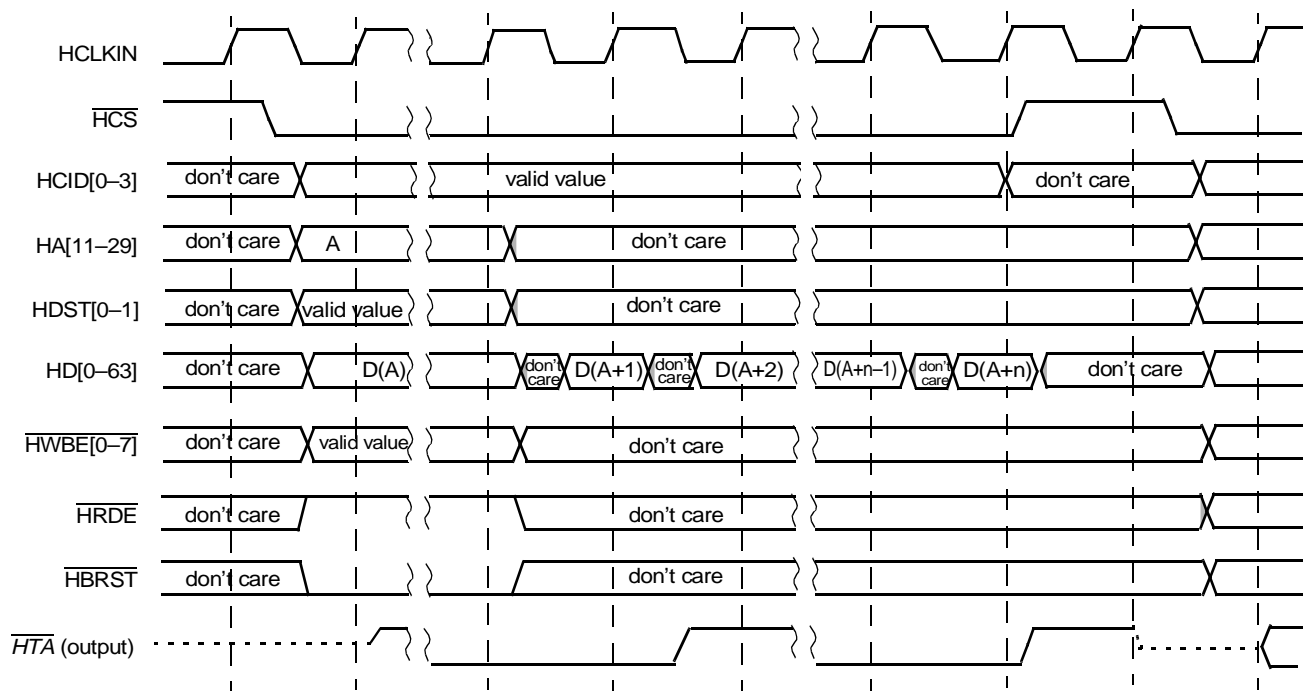 HCLKIN
HCS
HCID[0–3] don't care valid value don't care
HA[11–29] don't care A don't care
HDST[0–1] don't care valid value don't care
HD[0–63] don't care D(A) don't care D(A+1) don't care D(A+2) D(A+n–1) don't care D(A+n) don't care
HWBE[0–7] don't care valid value don't care
HRDE don't care don't care
HBRST don't care don't care
HTA (output)